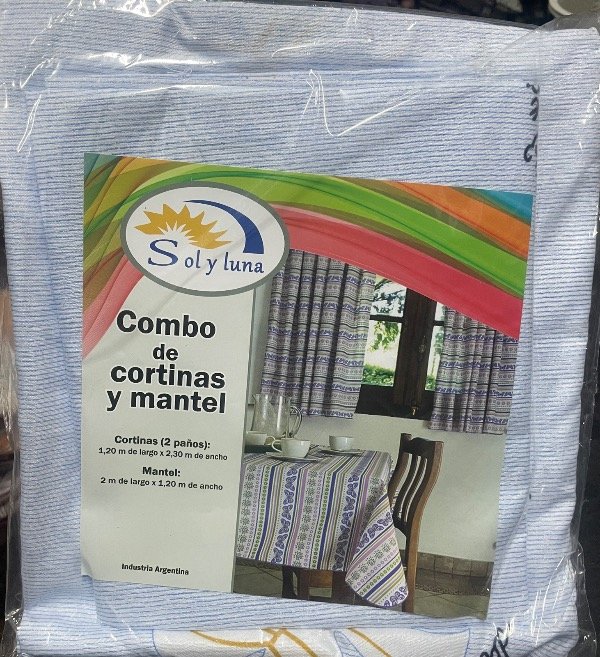 Sol y luna
Combo
de
cortinas
y mantel
Cortinas (2 paños):
1,20 m de largo x 2,30 m de ancho
Mantel:
2 m de largo x 1,20 m de ancho
Industria Argentina